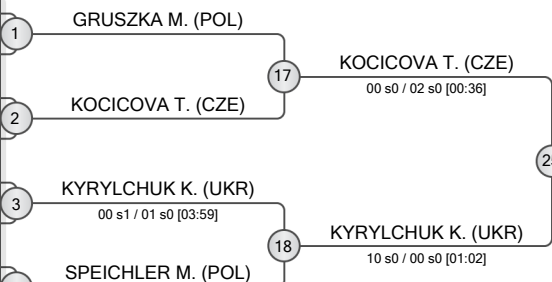 GRUSZKA M. (POL)
1
17
KOCICOVA T. (CZE)
00 s0 / 02 s0 [00:36]
KOCICOVA T. (CZE)
2
KYRYLCHUK K. (UKR)
3
00 s1 / 01 s0 [03:59]
18
KYRYLCHUK K. (UKR)
10 s0 / 00 s0 [01:02]
SPEICHLER M. (POL)